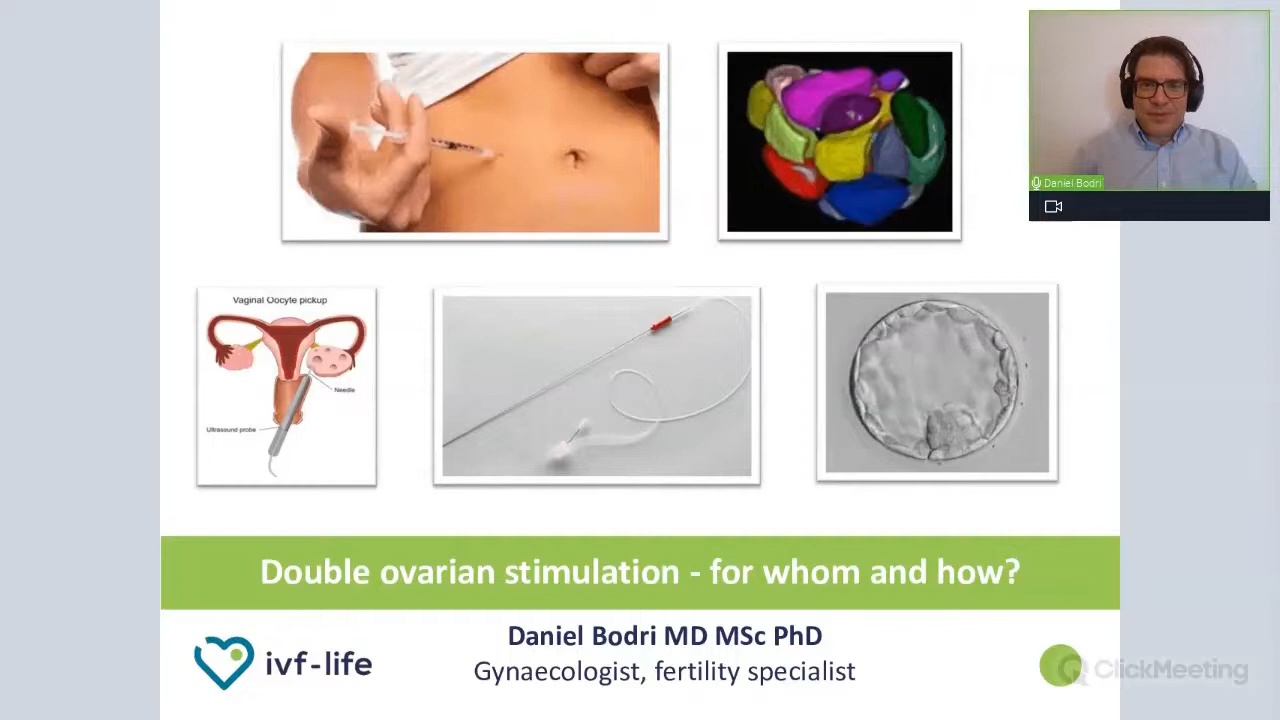 Daniel Bodri
Vaginal Oocyte pickup
Needle
Ultrasound probe
Double ovarian stimulation - for whom and how?
Daniel Bodri MD MSc PhD
Gynaecologist, fertility specialist
ivf-life
ClickMeeting